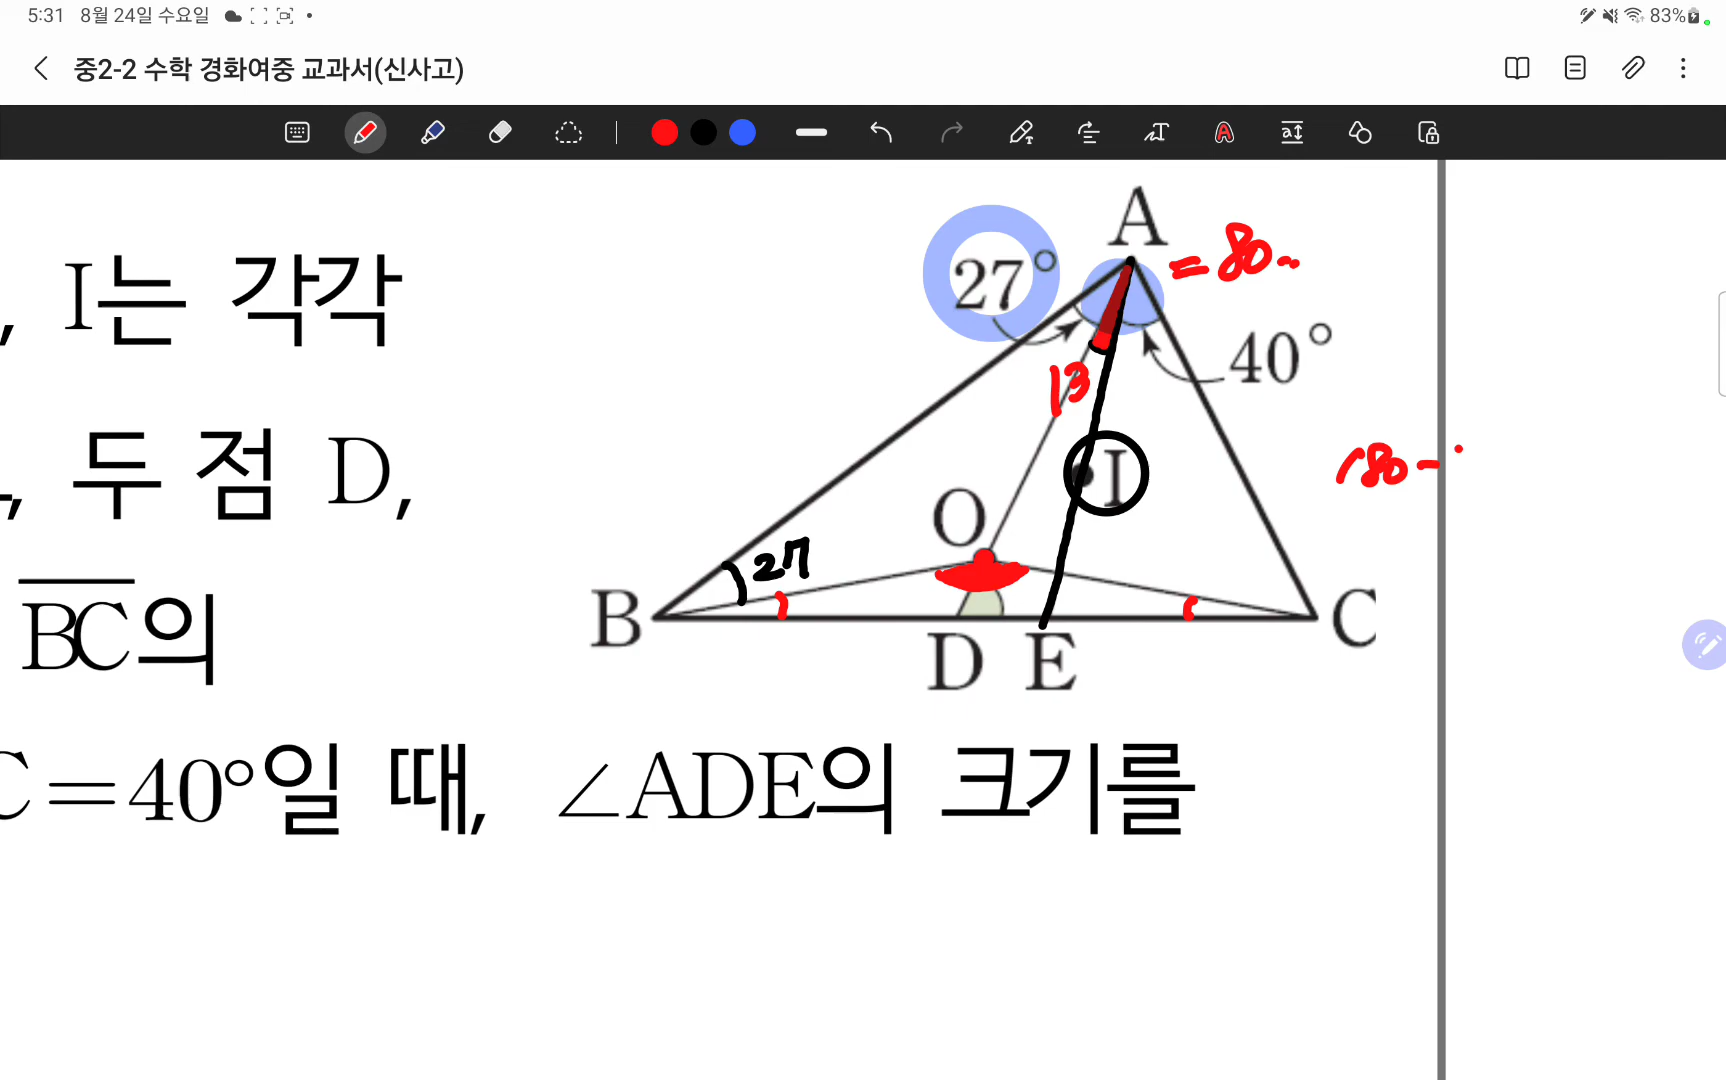 5:31 8월 24일 수요일 83%
중2-2 수학 경화여중 교과서(신사고)
, I는 각각
, 두 점 D,
BC의
C=40°일 때, ∠ADE의 크기를
A
=80
27°
40°
13
I
180-
O
27
B
C
D E